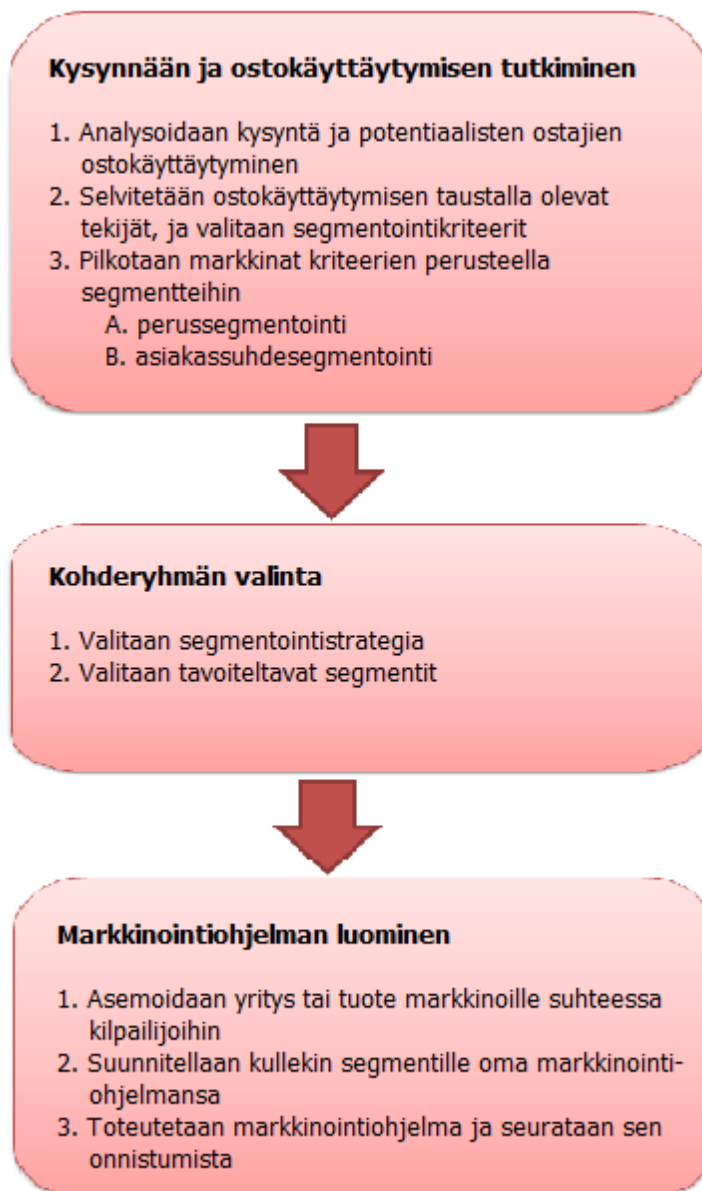 Kysynnään ja ostokäyttäytymisen tutkiminen
1. Analysoidaan kysyntä ja potentiaalisten ostajien
ostokäyttäytyminen
2. Selvitetään ostokäyttäytymisen taustalla olevat
tekijät, ja valitaan segmentointikriteerit
3. Pilkotaan markkinat kriteerien perusteella
segmentteihin
A. perussegmentointi
B. asiakassuhdesegmentointi
Kohderyhmän valinta
1. Valitaan segmentointistrategia
2. Valitaan tavoiteltavat segmentit
Markkinointiohjelman luominen
1. Asemoidaan yritys tai tuote markkinoille suhteessa
kilpailijoihin
2. Suunnitellaan kullekin segmentille oma markkinointi-
ohjelmansa
3. Toteutetaan markkinointiohjelma ja seurataan sen
onnistumista